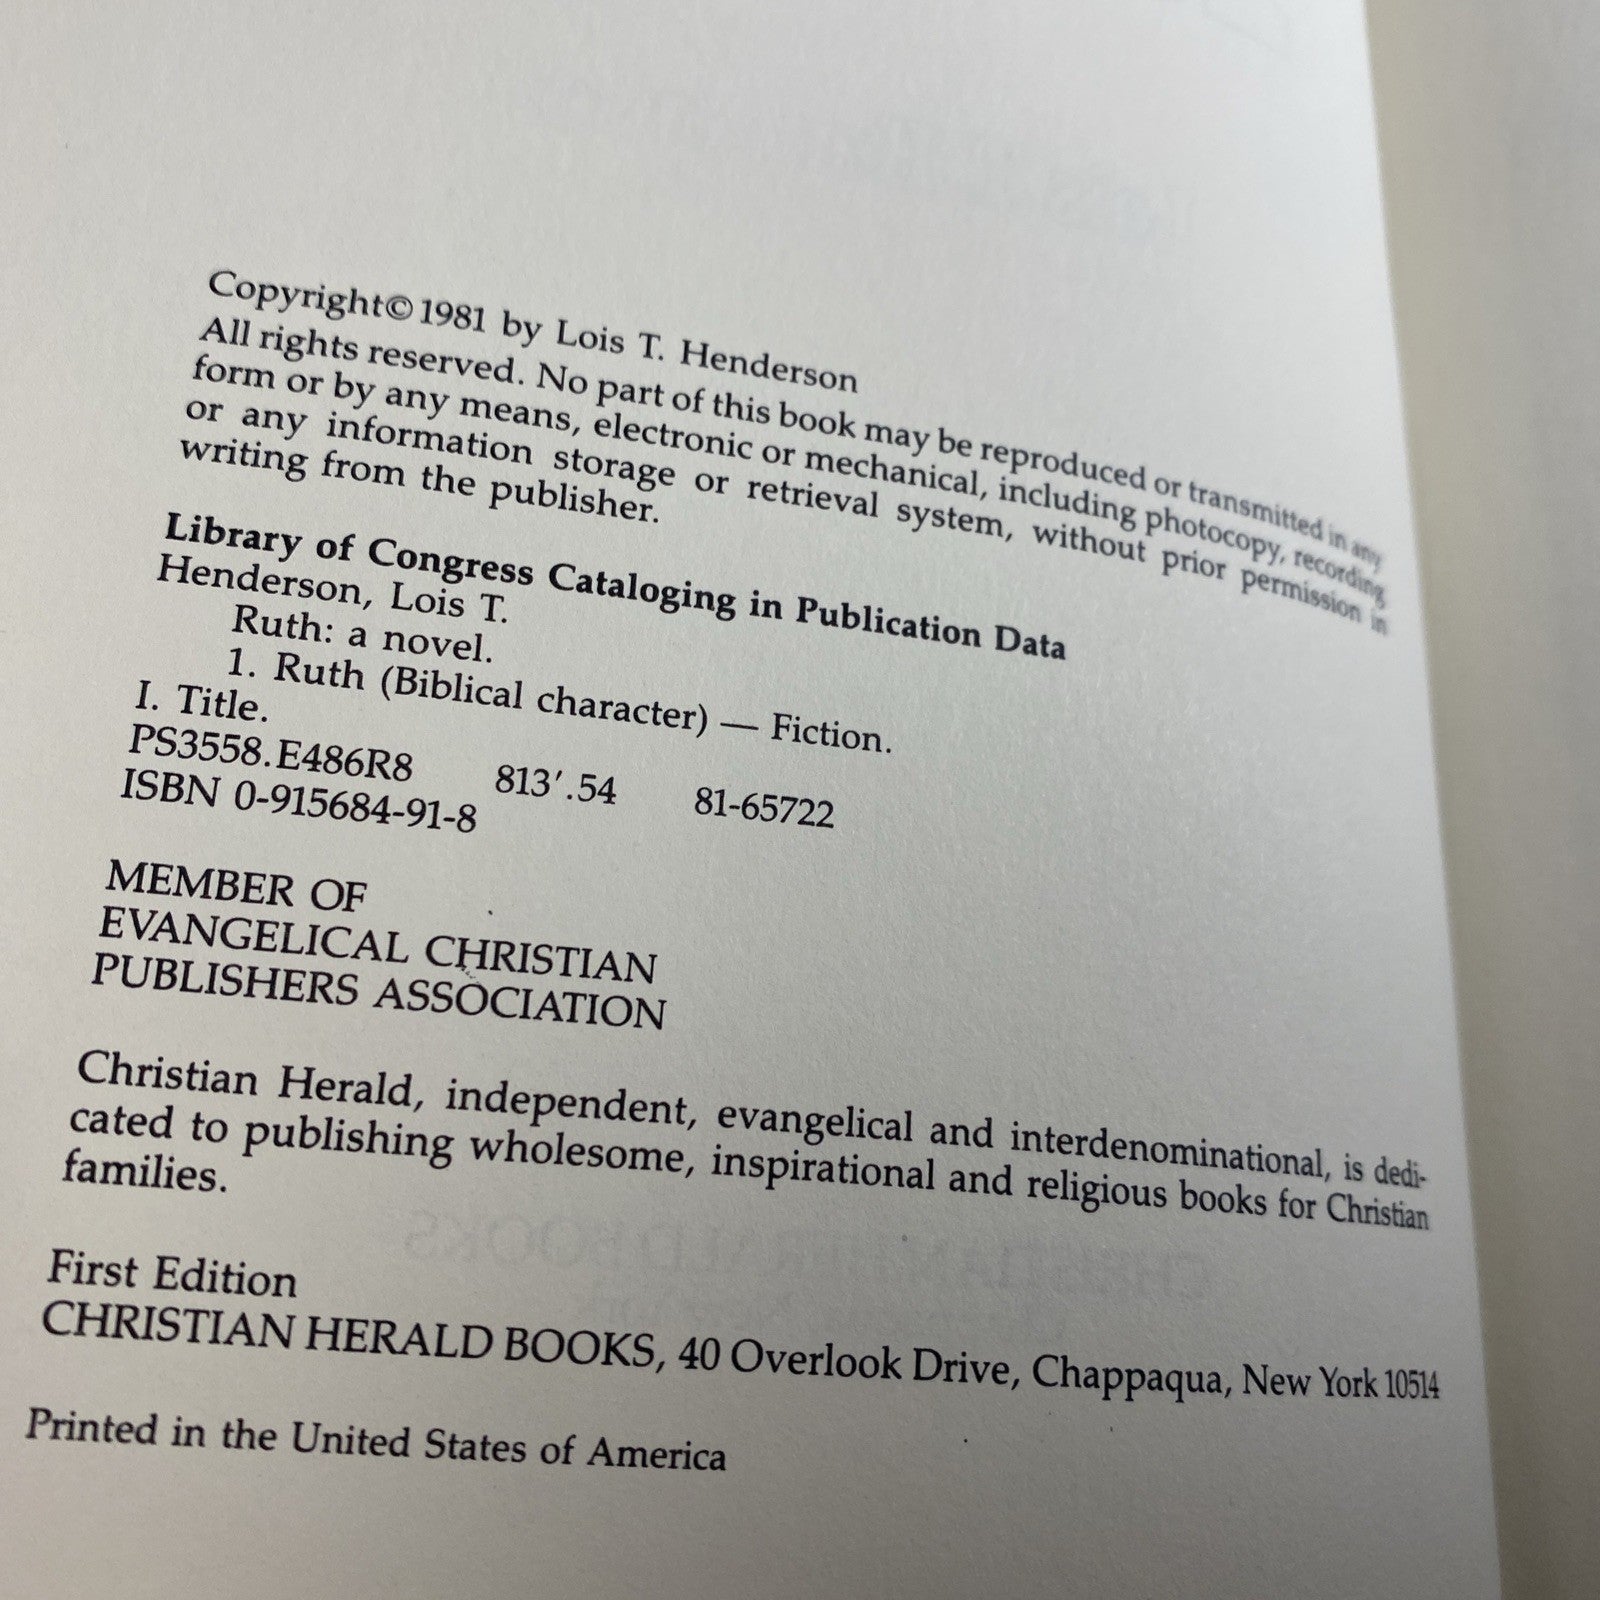 Copyright© 1981 by Lois T. Henderson
All rights reserved. No part of this book may be reproduced or transmitted in any
form or by any means, electronic or mechanical, including photocopy, recording
or any information storage or retrieval system, without prior permission in
writing from the publisher.
Library of Congress Cataloging in Publication Data
Henderson, Lois T.
Ruth: a novel.
1. Ruth (Biblical character) — Fiction.
I. Title.
PS3558.E486R8 813′.54 81-65722
ISBN 0-915684-91-8
MEMBER OF
EVANGELICAL CHRISTIAN
PUBLISHERS ASSOCIATION
Christian Herald, independent, evangelical and interdenominational, is dedi-
cated to publishing wholesome, inspirational and religious books for Christian
families.
First Edition
CHRISTIAN HERALD BOOKS, 40 Overlook Drive, Chappaqua, New York 10514
Printed in the United States of America